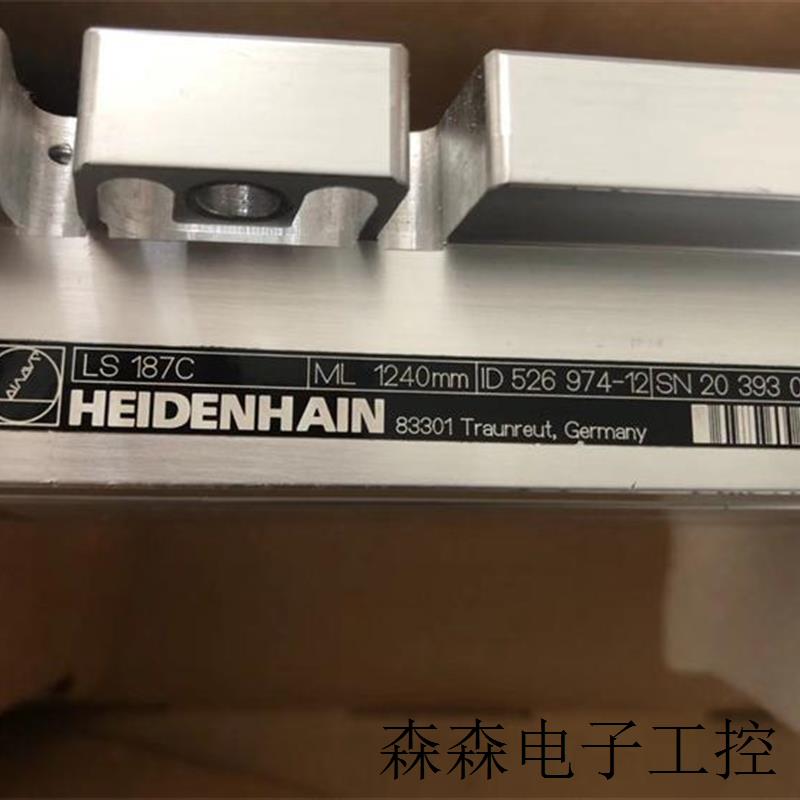 LS 187C ML 1240mm ID 526 974-12 SN 20 393 0
HEIDENHAIN 83301 Traunreut, Germany
森森电子工控